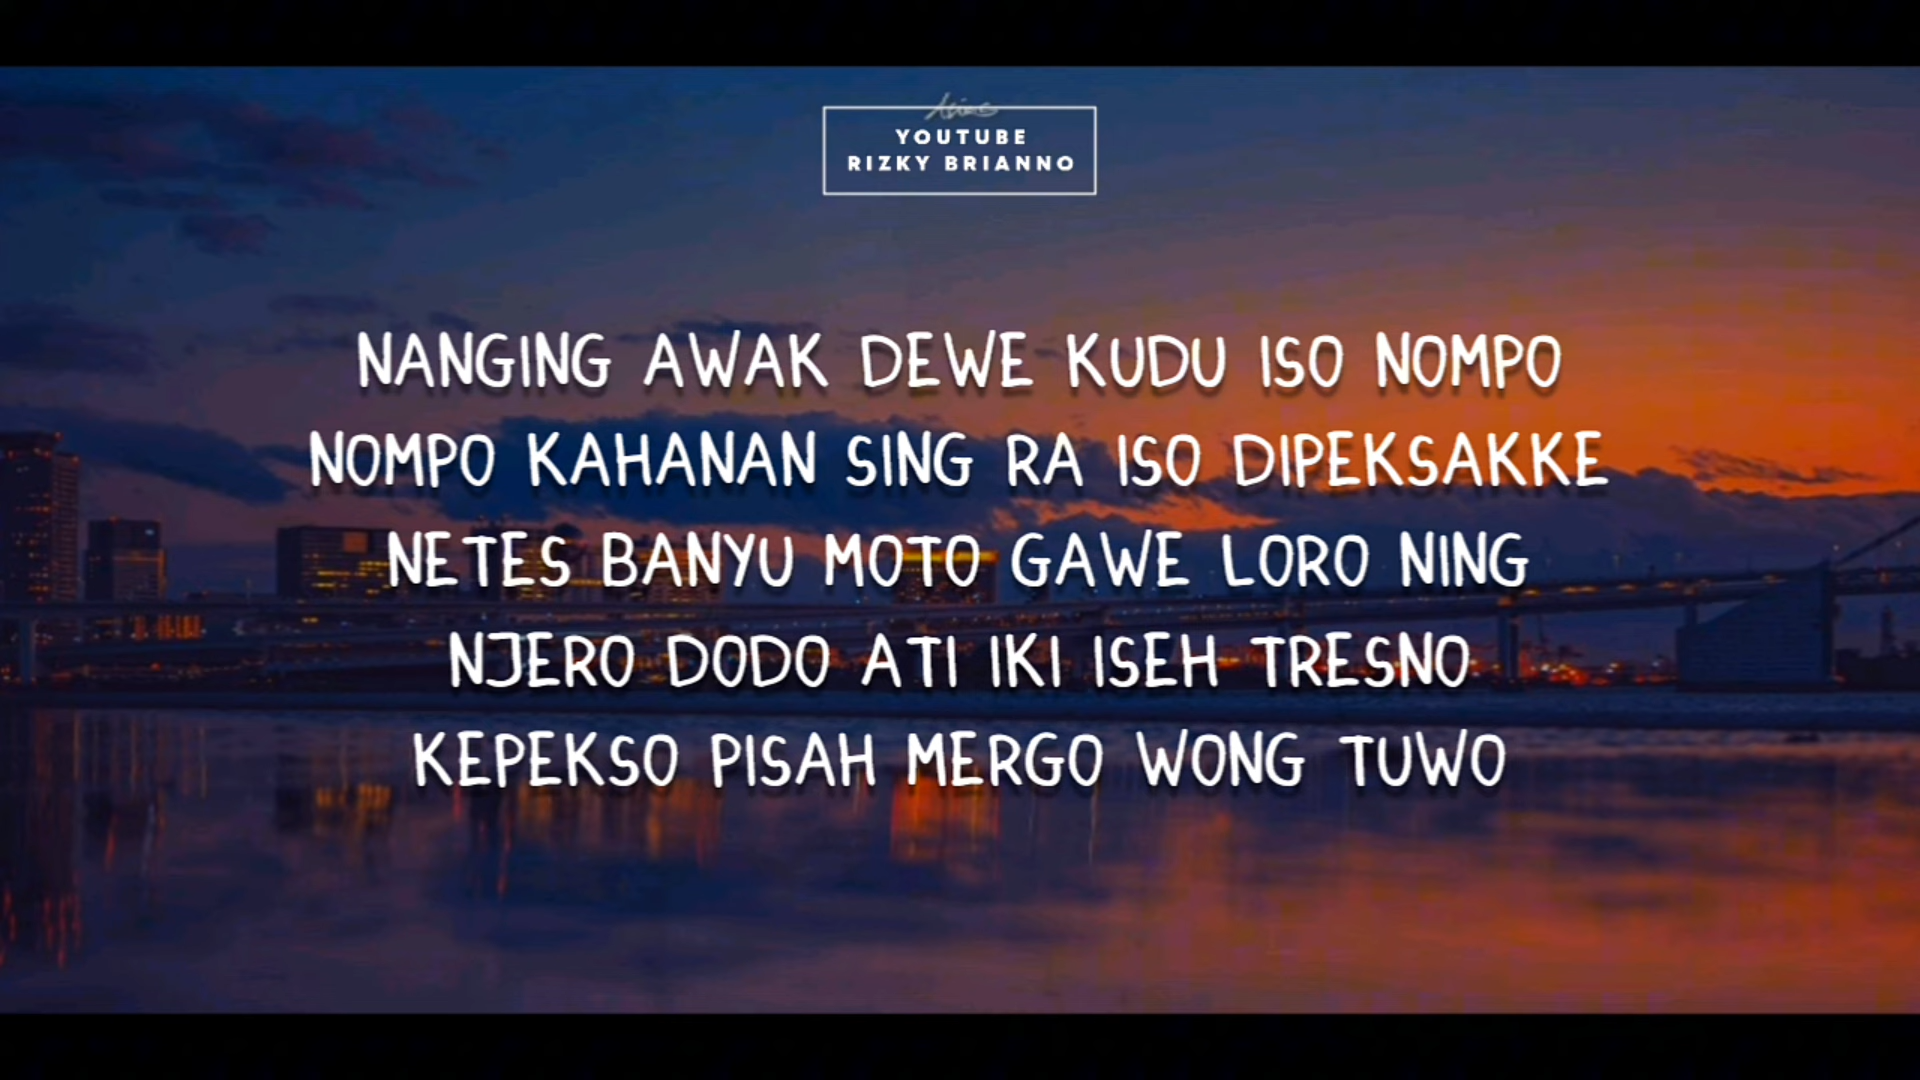 YOUTUBE
RIZKY BRIANNO
NANGING AWAK DEWE KUDU ISO NOMPO
NOMPO KAHANAN SING RA ISO DIPEKSAKKE
NETES BANYU MOTO GAWE LORO NING
NJERO DODO ATI IKI ISEH TRESNO
KEPEKSO PISAH MERGO WONG TUWO